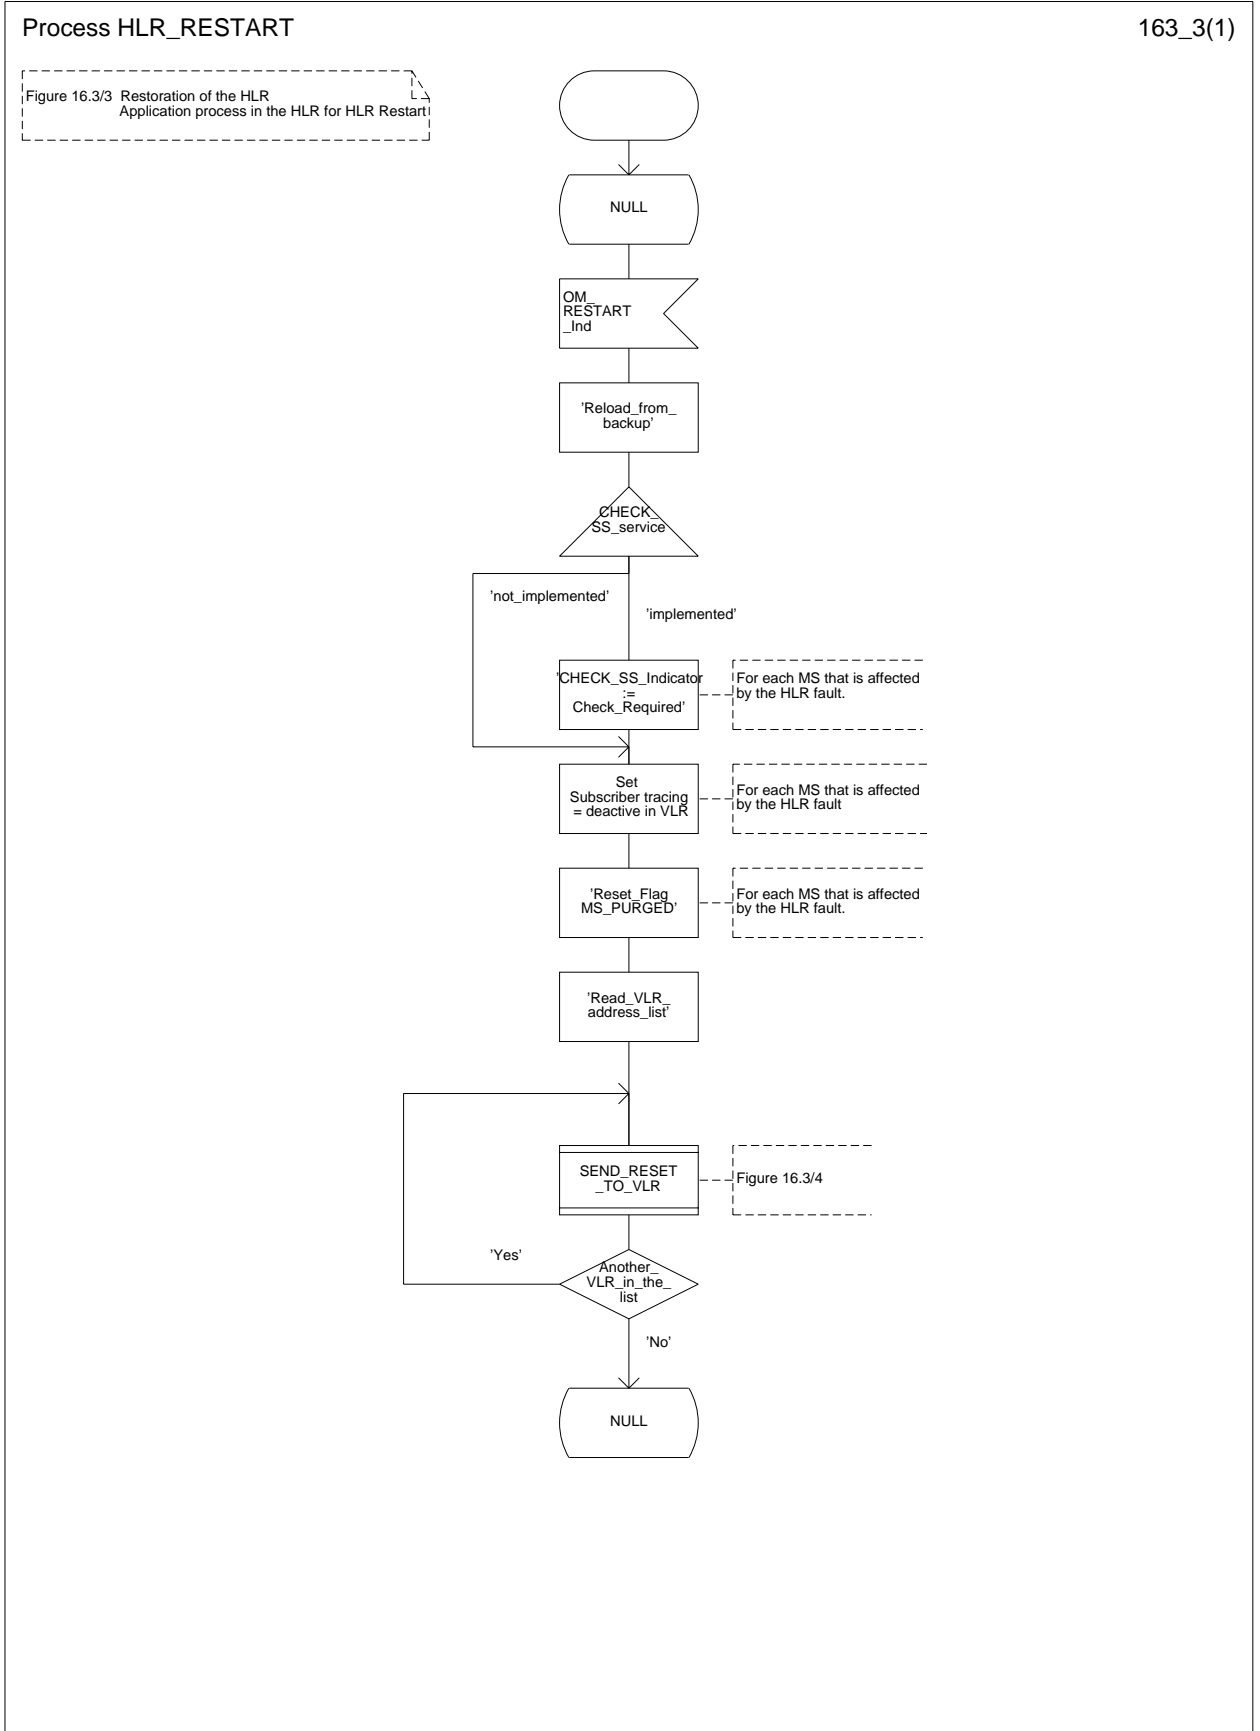 Process HLR_RESTART
163_3(1)
Figure 16.3/3 Restoration of the HLR
Application process in the HLR for HLR Restart
NULL
OM_
RESTART
_Ind
'Reload_from_
backup'
CHECK_
SS_service
'not_implemented'
'implemented'
'CHECK_SS_Indicator
:=
Check_Required'
For each MS that is affected
by the HLR fault.
Set
Subscriber tracing
= deactive in VLR
For each MS that is affected
by the HLR fault
'Reset_Flag
MS_PURGED'
For each MS that is affected
by the HLR fault.
'Read_VLR_
address_list'
SEND_RESET
_TO_VLR
Figure 16.3/4
'Yes'
Another_
VLR_in_the_
list
'No'
NULL